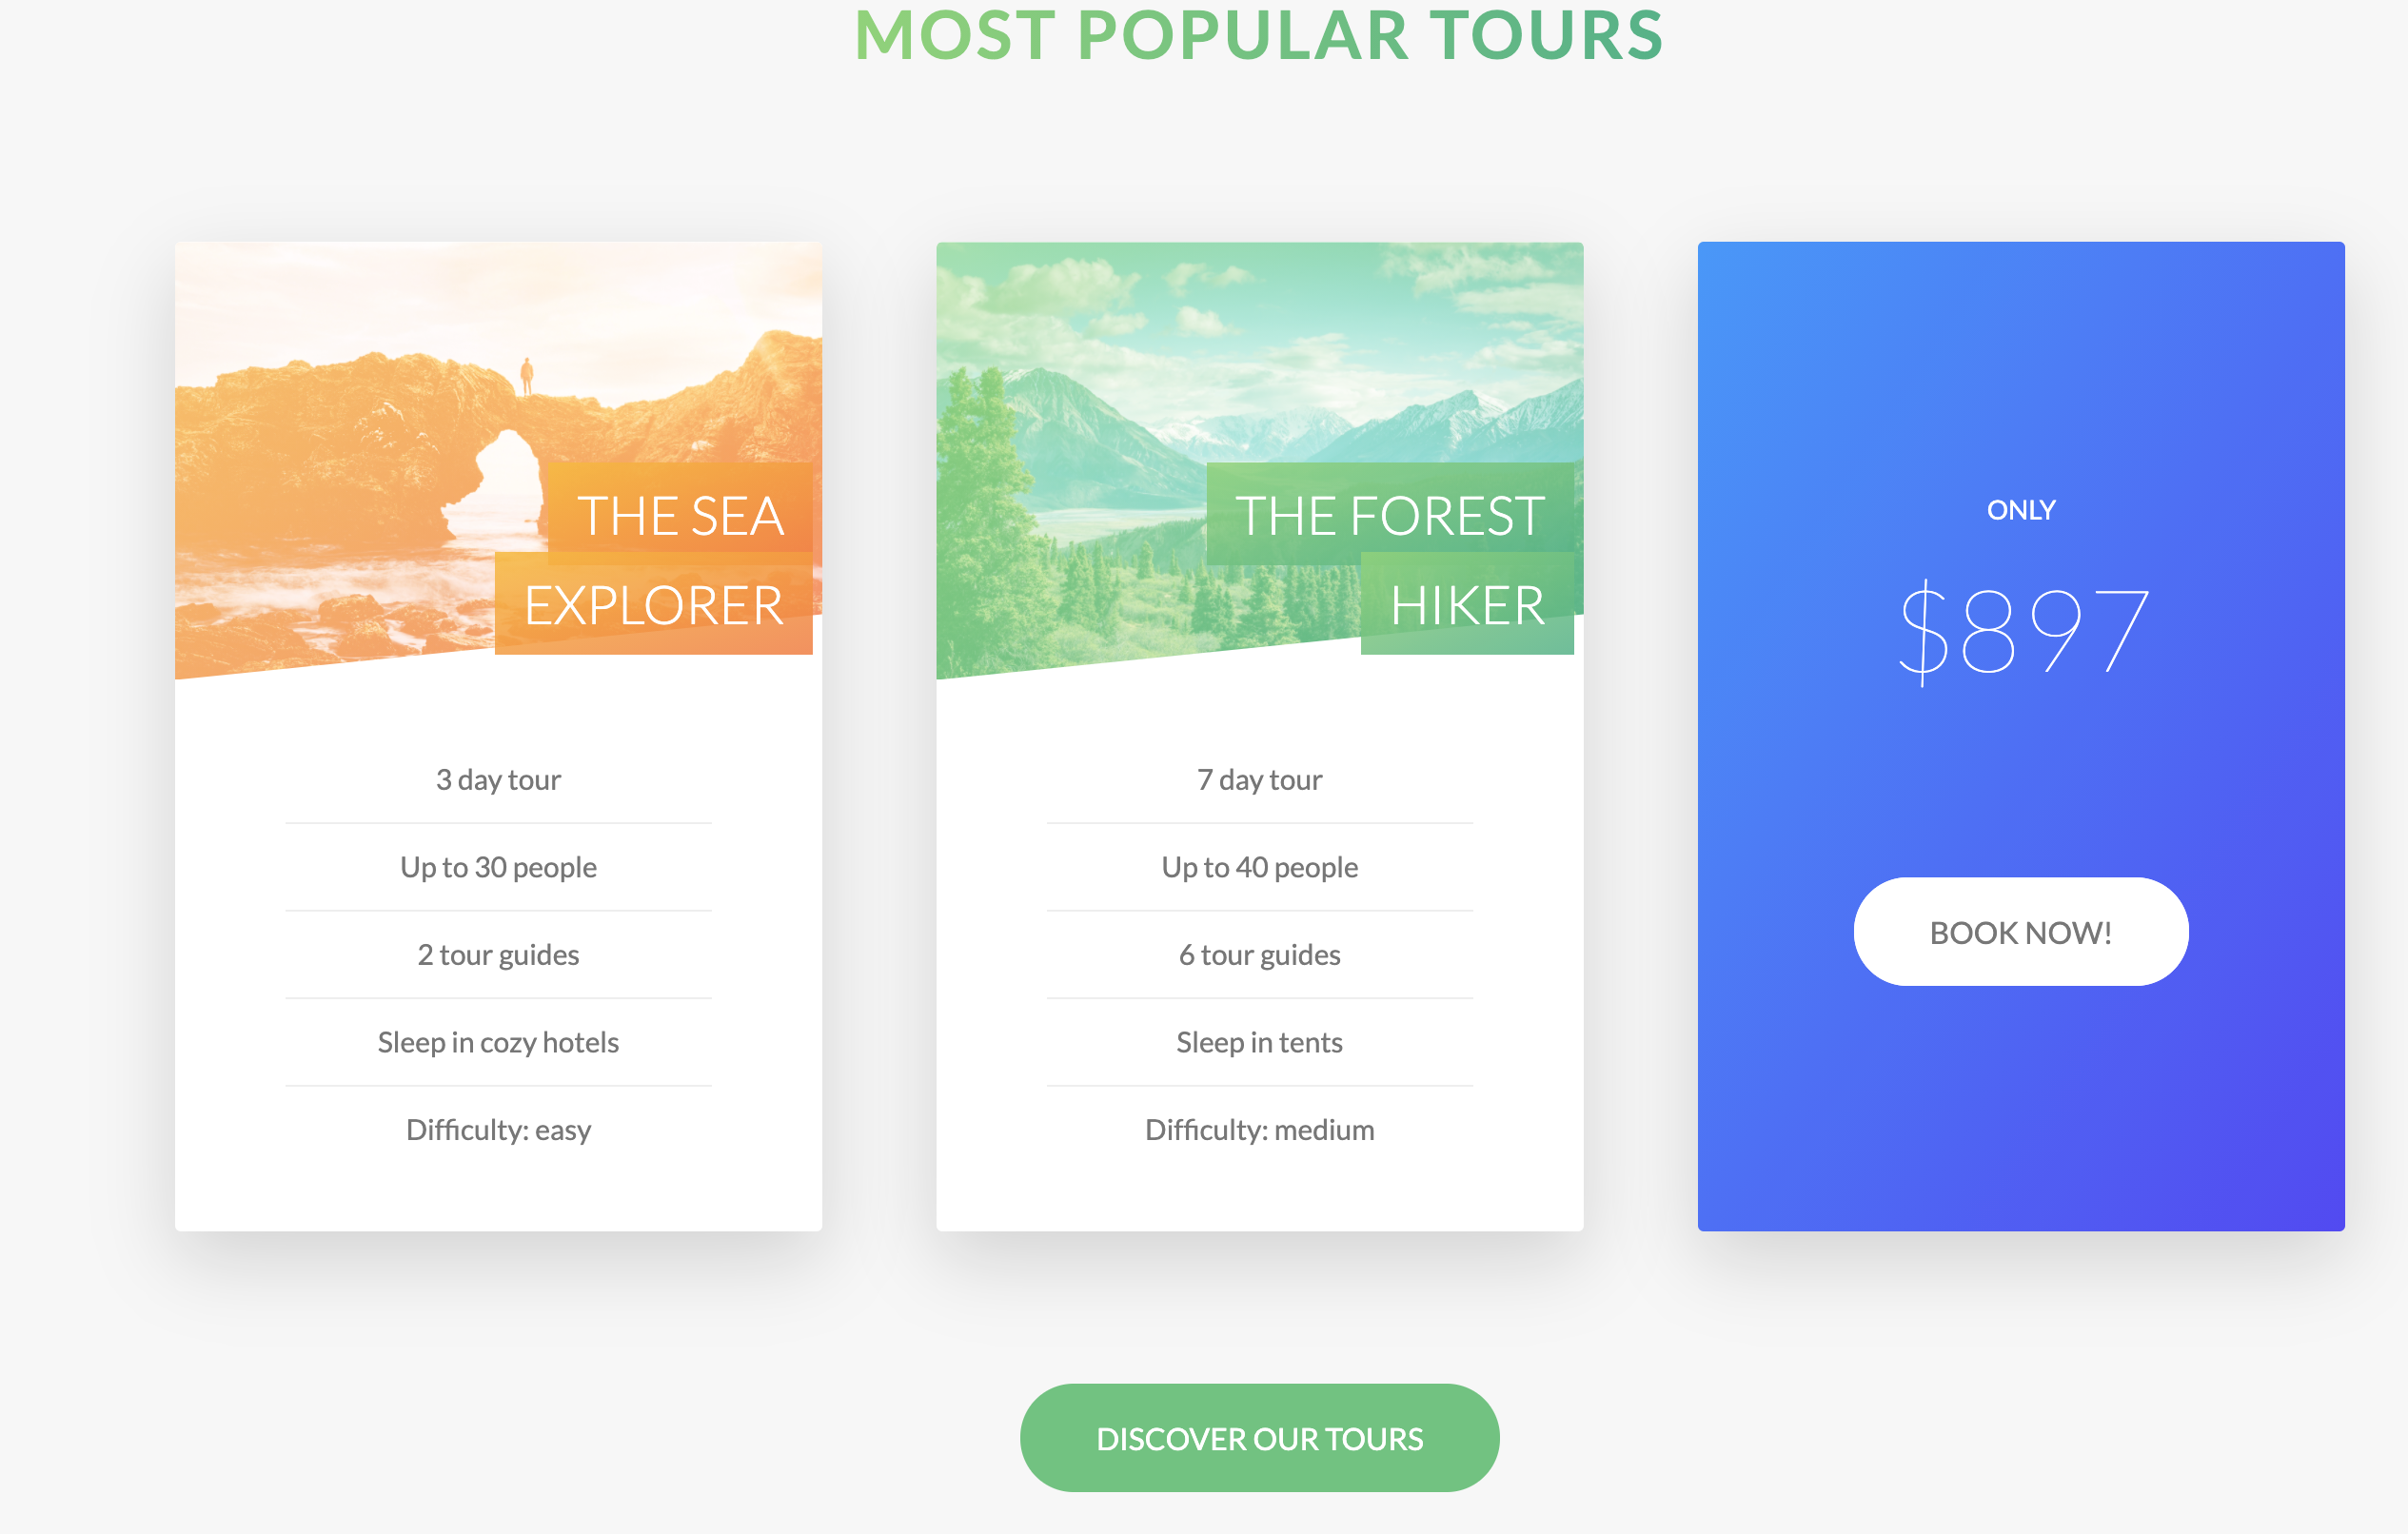 MOST POPULAR TOURS
THE SEA
EXPLORER
3 day tour
Up to 30 people
2 tour guides
Sleep in cozy hotels
Difficulty: easy
THE FOREST
HIKER
7 day tour
Up to 40 people
6 tour guides
Sleep in tents
Difficulty: medium
ONLY
$897
BOOK NOW!
DISCOVER OUR TOURS